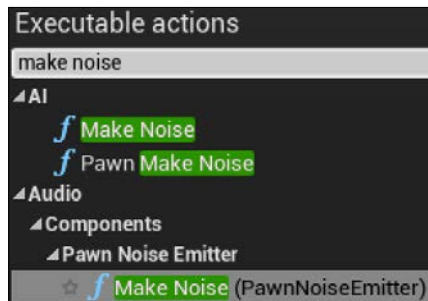 Executable actions
make noise
AI
f Make Noise
f Pawn Make Noise
Audio
Components
Pawn Noise Emitter
f Make Noise (PawnNoiseEmitter)